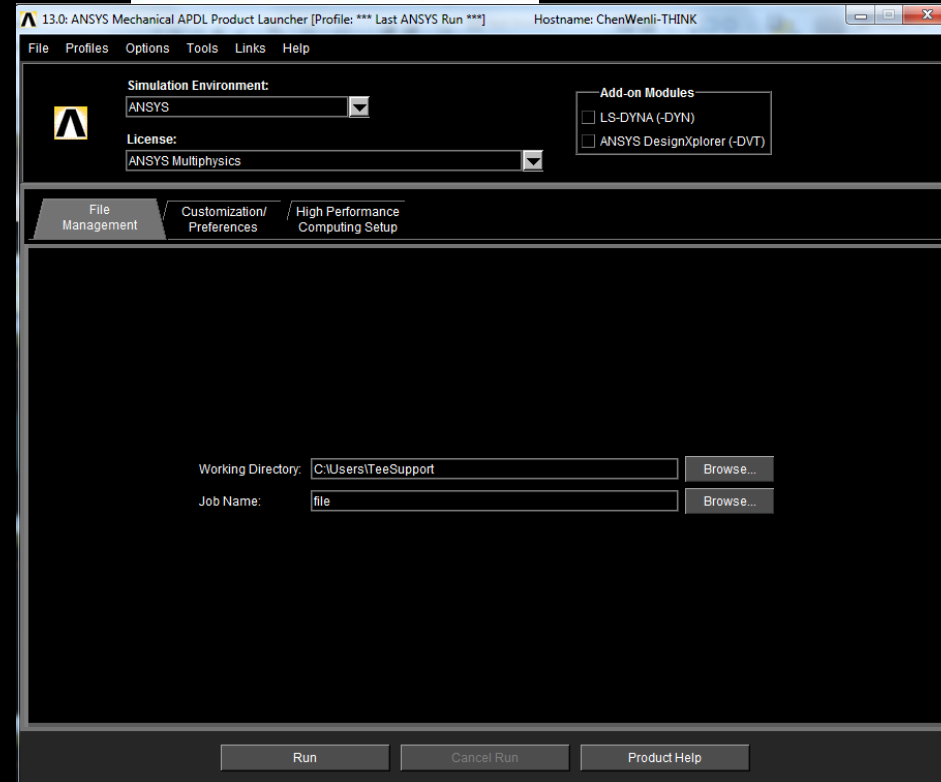 13.0: ANSYS Mechanical APDL Product Launcher [Profile: *** Last ANSYS Run ***] Hostname: ChenWenli-THINK
File Profiles Options Tools Links Help
Simulation Environment:
ANSYS
License:
ANSYS Multiphysics
Add-on Modules
LS-DYNA (-DYN)
ANSYS DesignXplorer (-DVT)
File Management
Customization/
Preferences
High Performance
Computing Setup
Working Directory: C:\Users\TeeSupport Browse...
Job Name: file Browse...
Run Cancel Run Product Help